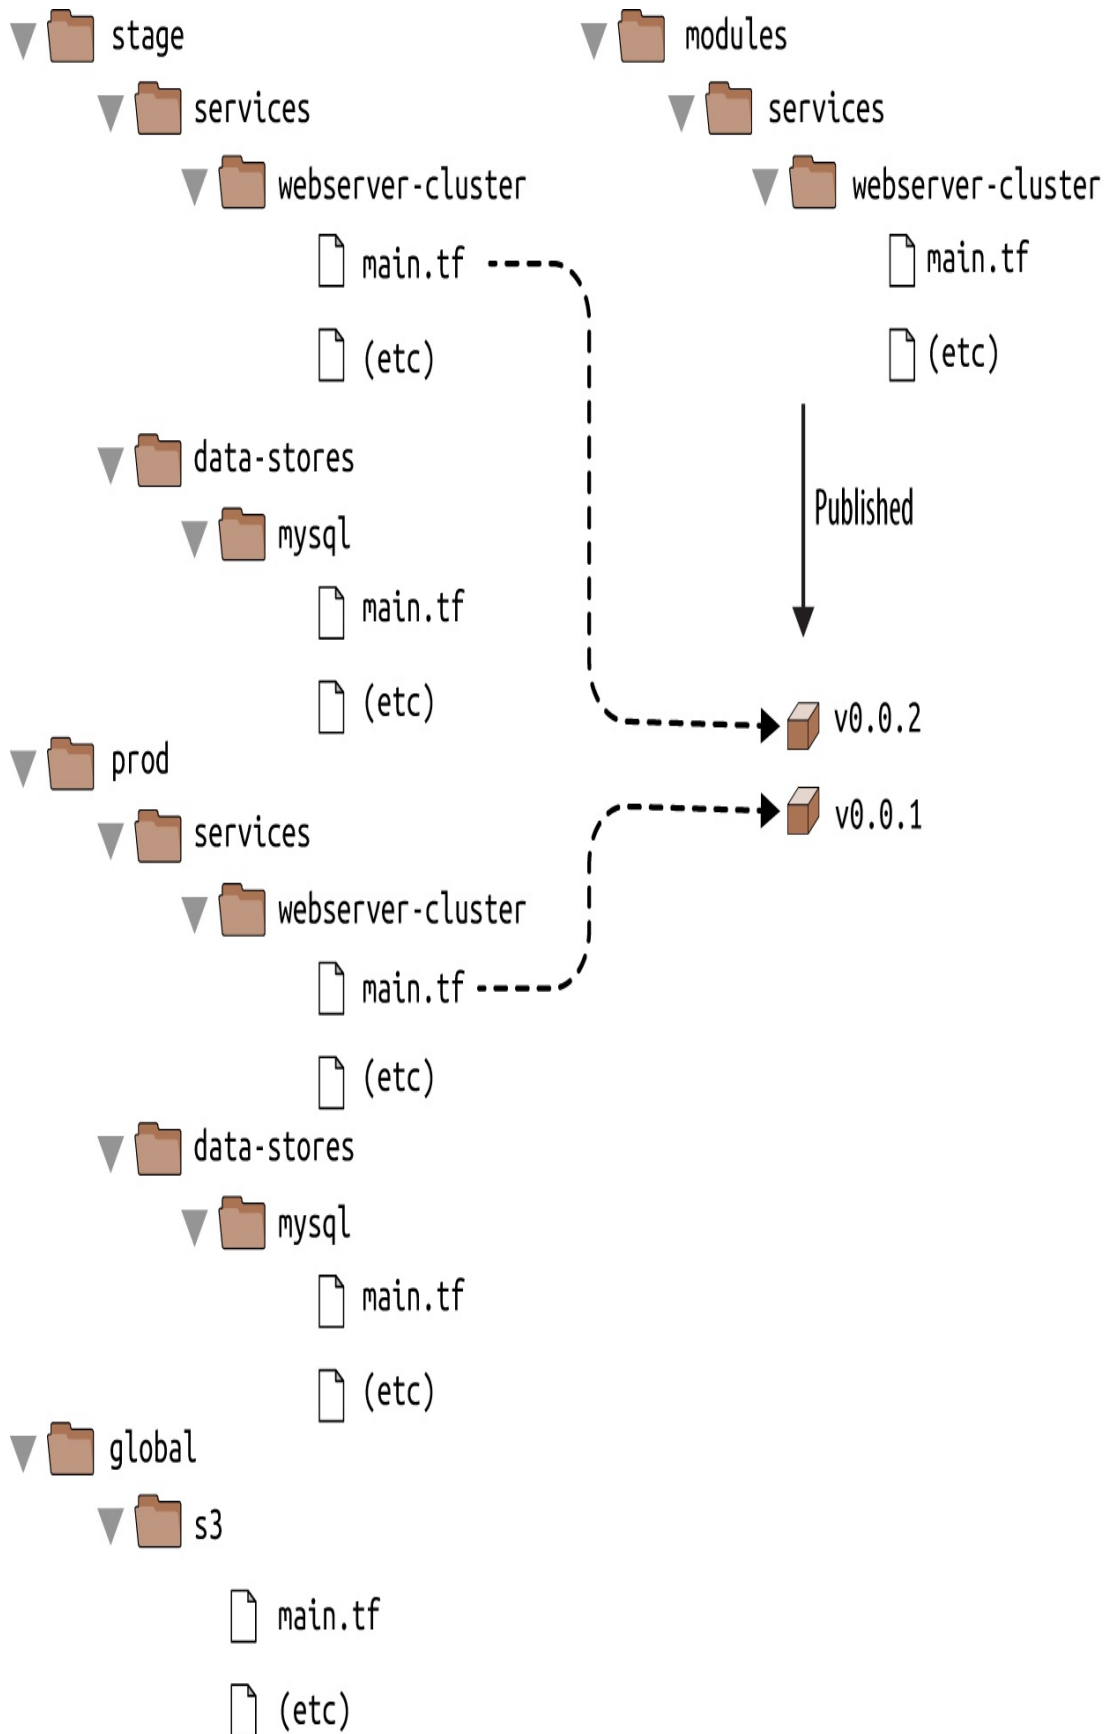 stage
services
webserver-cluster
main.tf
(etc)
data-stores
mysql
main.tf
(etc)
prod
services
webserver-cluster
main.tf
(etc)
data-stores
mysql
main.tf
(etc)
global
s3
main.tf
(etc)
modules
services
webserver-cluster
main.tf
(etc)
Published
v0.0.2
v0.0.1